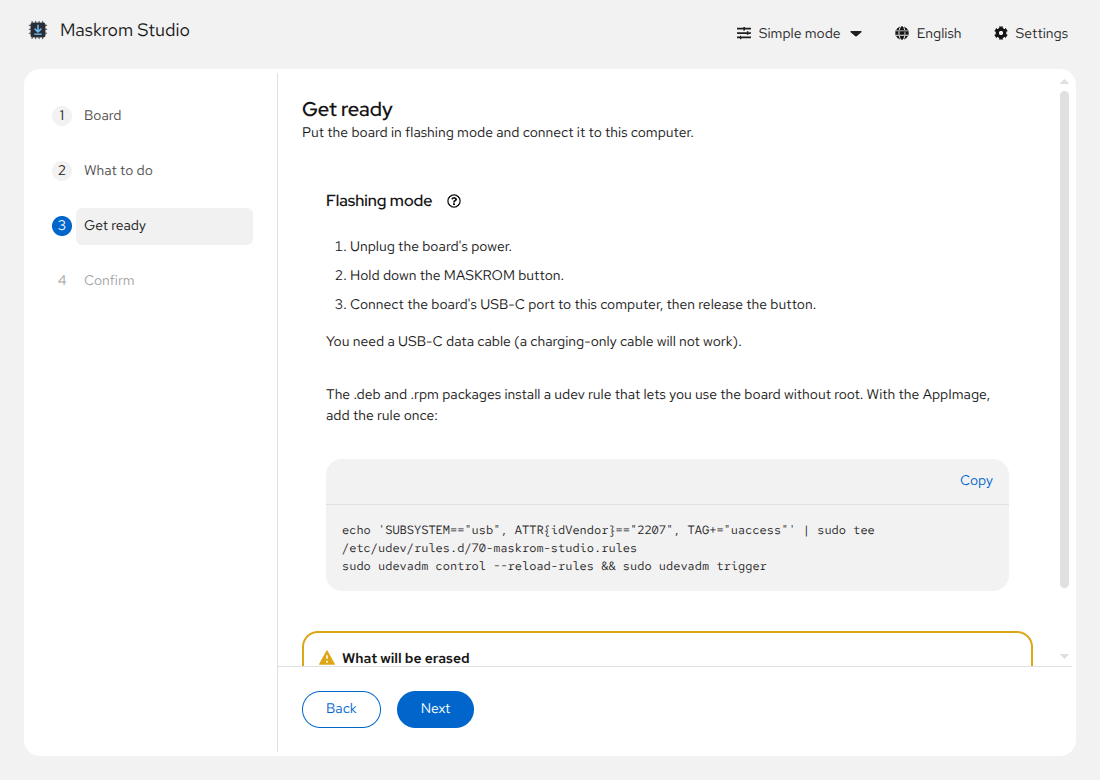 Maskrom Studio
Simple mode
English
Settings
1 Board
2 What to do
3 Get ready
4 Confirm
Get ready
Put the board in flashing mode and connect it to this computer.
Flashing mode
1. Unplug the board's power.
2. Hold down the MASKROM button.
3. Connect the board's USB-C port to this computer, then release the button.
You need a USB-C data cable (a charging-only cable will not work).
The .deb and .rpm packages install a udev rule that lets you use the board without root. With the AppImage,
add the rule once:
Copy
echo 'SUBSYSTEM=="usb", ATTR{idVendor}=="2207", TAG+="uaccess"' | sudo tee
/etc/udev/rules.d/70-maskrom-studio.rules
sudo udevadm control --reload-rules && sudo udevadm trigger
What will be erased
Back
Next